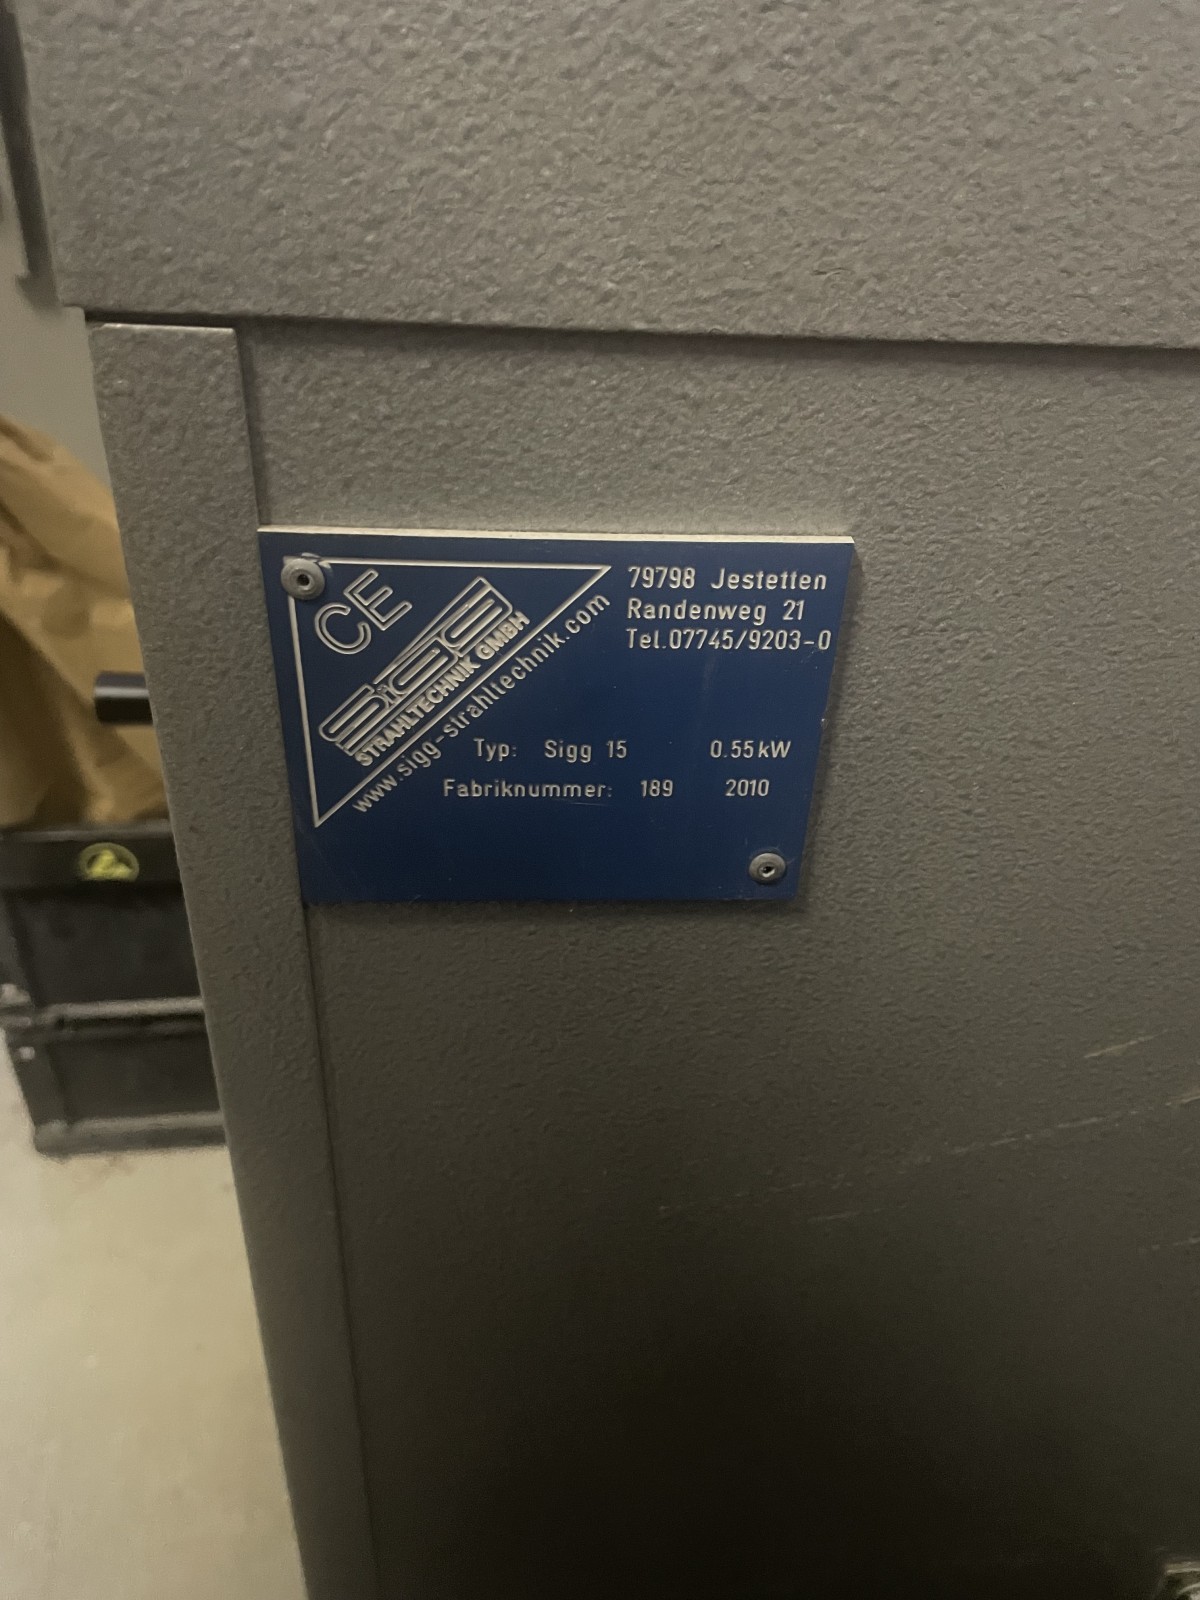 CE
Sigg
STRAHLTECHNIK GMBH
www.sigg-strahltechnik.com
79798 Jestetten
Randenweg 21
Tel.07745/9203-0
Typ: Sigg 15 0.55kW
Fabriknummer: 189 2010